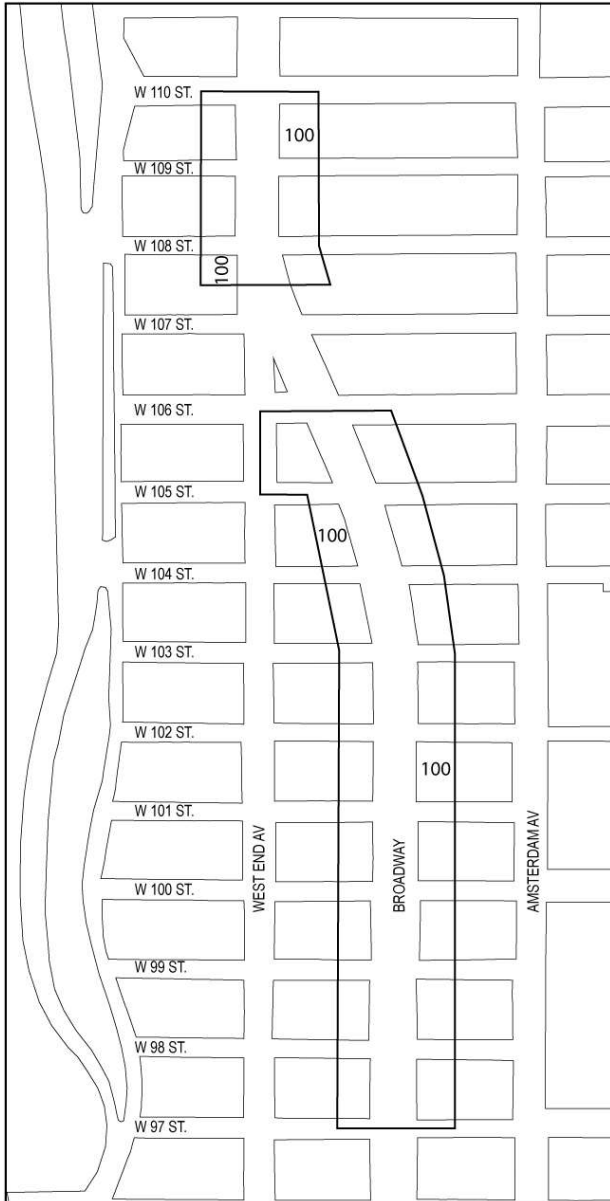 W 110 ST.
100
W 109 ST.
W 108 ST.
100
W 107 ST.
W 106 ST.
W 105 ST.
100
W 104 ST.
W 103 ST.
W 102 ST.
100
W 101 ST.
WEST END AV
BROADWAY
AMSTERDAM AV
W 100 ST.
W 99 ST.
W 98 ST.
W 97 ST.